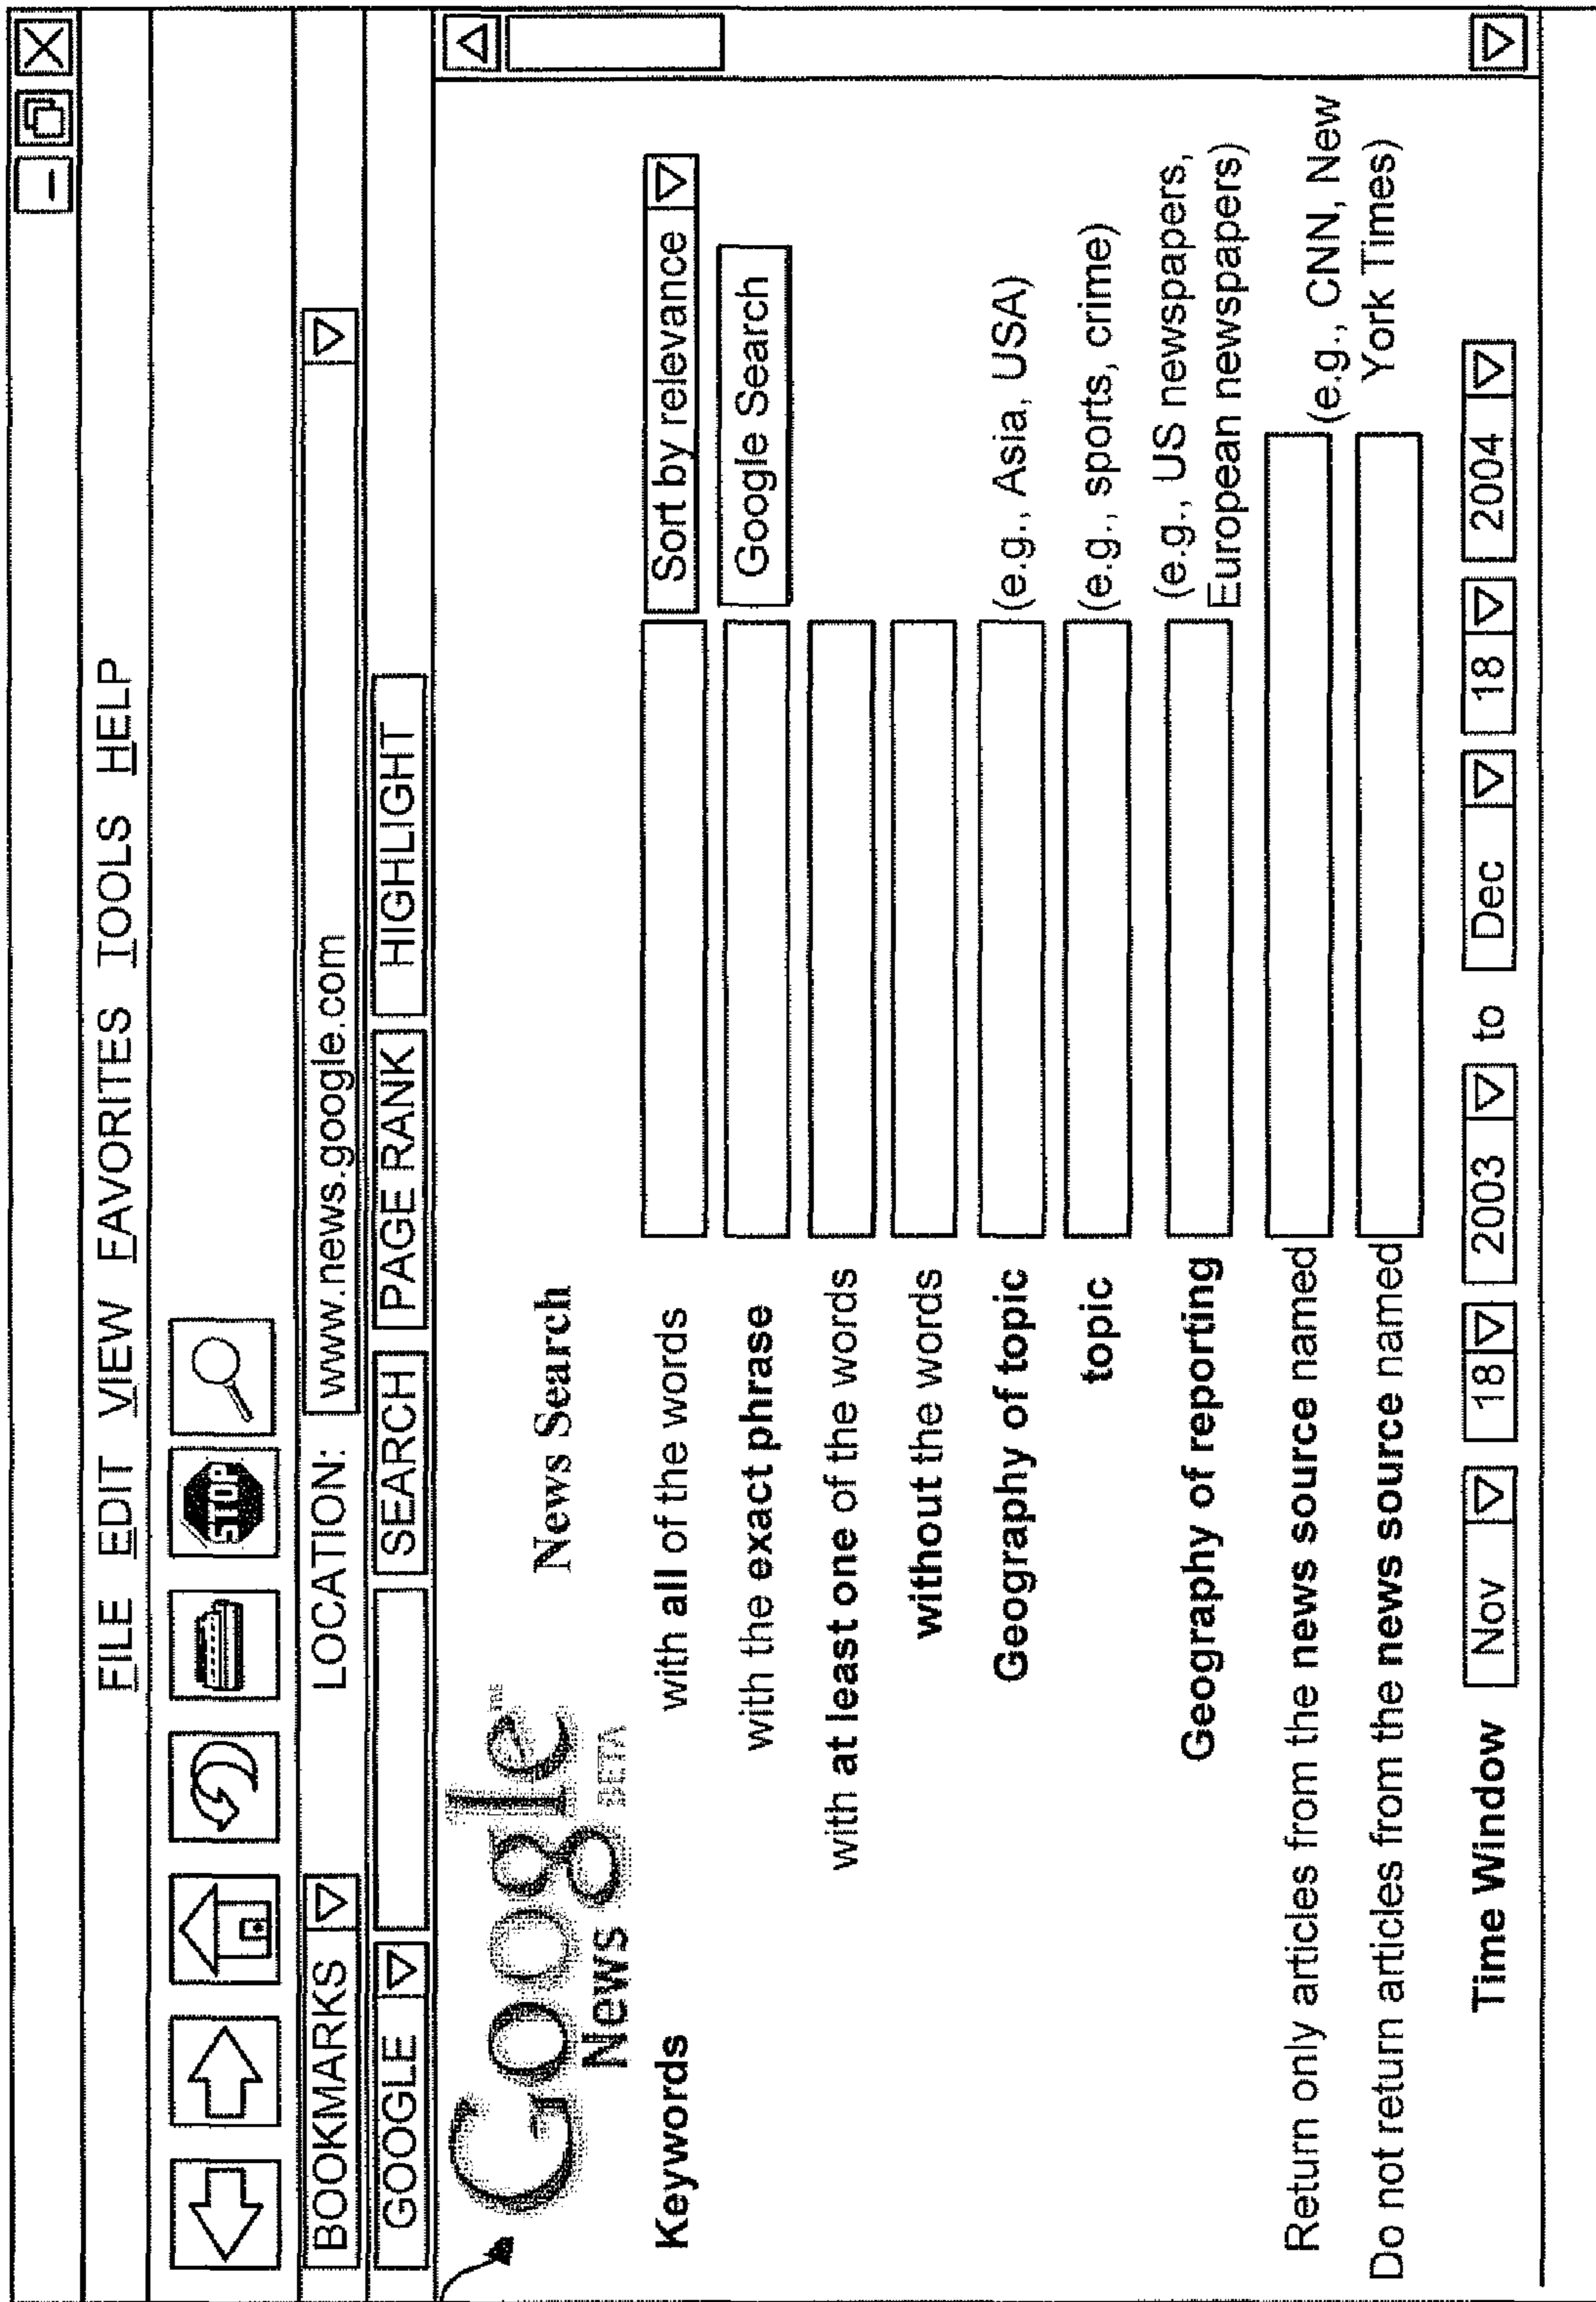 FILE EDIT VIEW FAVORITES TOOLS HELP
STOP
BOOKMARKS LOCATION: www.news.google.com
GOOGLE SEARCH PAGE RANK HIGHLIGHT
Google™
News BETA
News Search
Keywords with all of the words Sort by relevance
with the exact phrase Google Search
with at least one of the words
without the words
Geography of topic (e.g., Asia, USA)
topic (e.g., sports, crime)
Geography of reporting (e.g., US newspapers,
European newspapers)
Return only articles from the news source named (e.g., CNN, New
Do not return articles from the news source named York Times)
Time Window Nov 18 2003 to Dec 18 2004